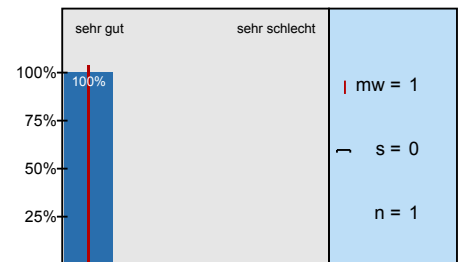 sehr gut sehr schlecht
100%
100%
mw = 1
75%
s = 0
50%
25%
n = 1